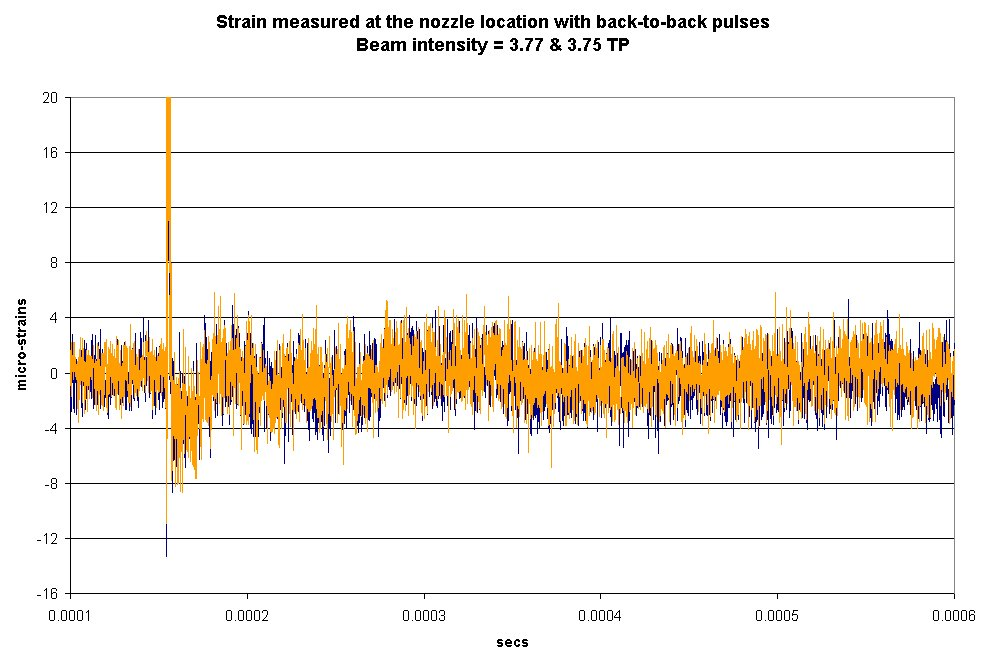 Strain measured at the nozzle location with back-to-back pulses
Beam intensity = 3.77 & 3.75 TP
20
16
12
8
4
0
-4
-8
-12
-16
micro-strains
0.0001 0.0002 0.0003 0.0004 0.0005 0.0006
secs